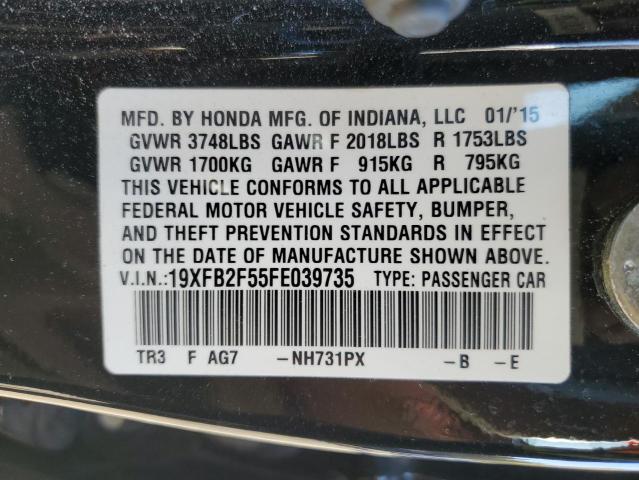 MFD. BY HONDA MFG. OF INDIANA, LLC 01/'15
GVWR 3748LBS GAWR F 2018LBS R 1753LBS
GVWR 1700KG GAWR F 915KG R 795KG
THIS VEHICLE CONFORMS TO ALL APPLICABLE
FEDERAL MOTOR VEHICLE SAFETY, BUMPER,
AND THEFT PREVENTION STANDARDS IN EFFECT
ON THE DATE OF MANUFACTURE SHOWN ABOVE.
V.I.N.:19XFB2F55FE039735 TYPE: PASSENGER CAR
TR3 F AG7 -NH731PX -B -E